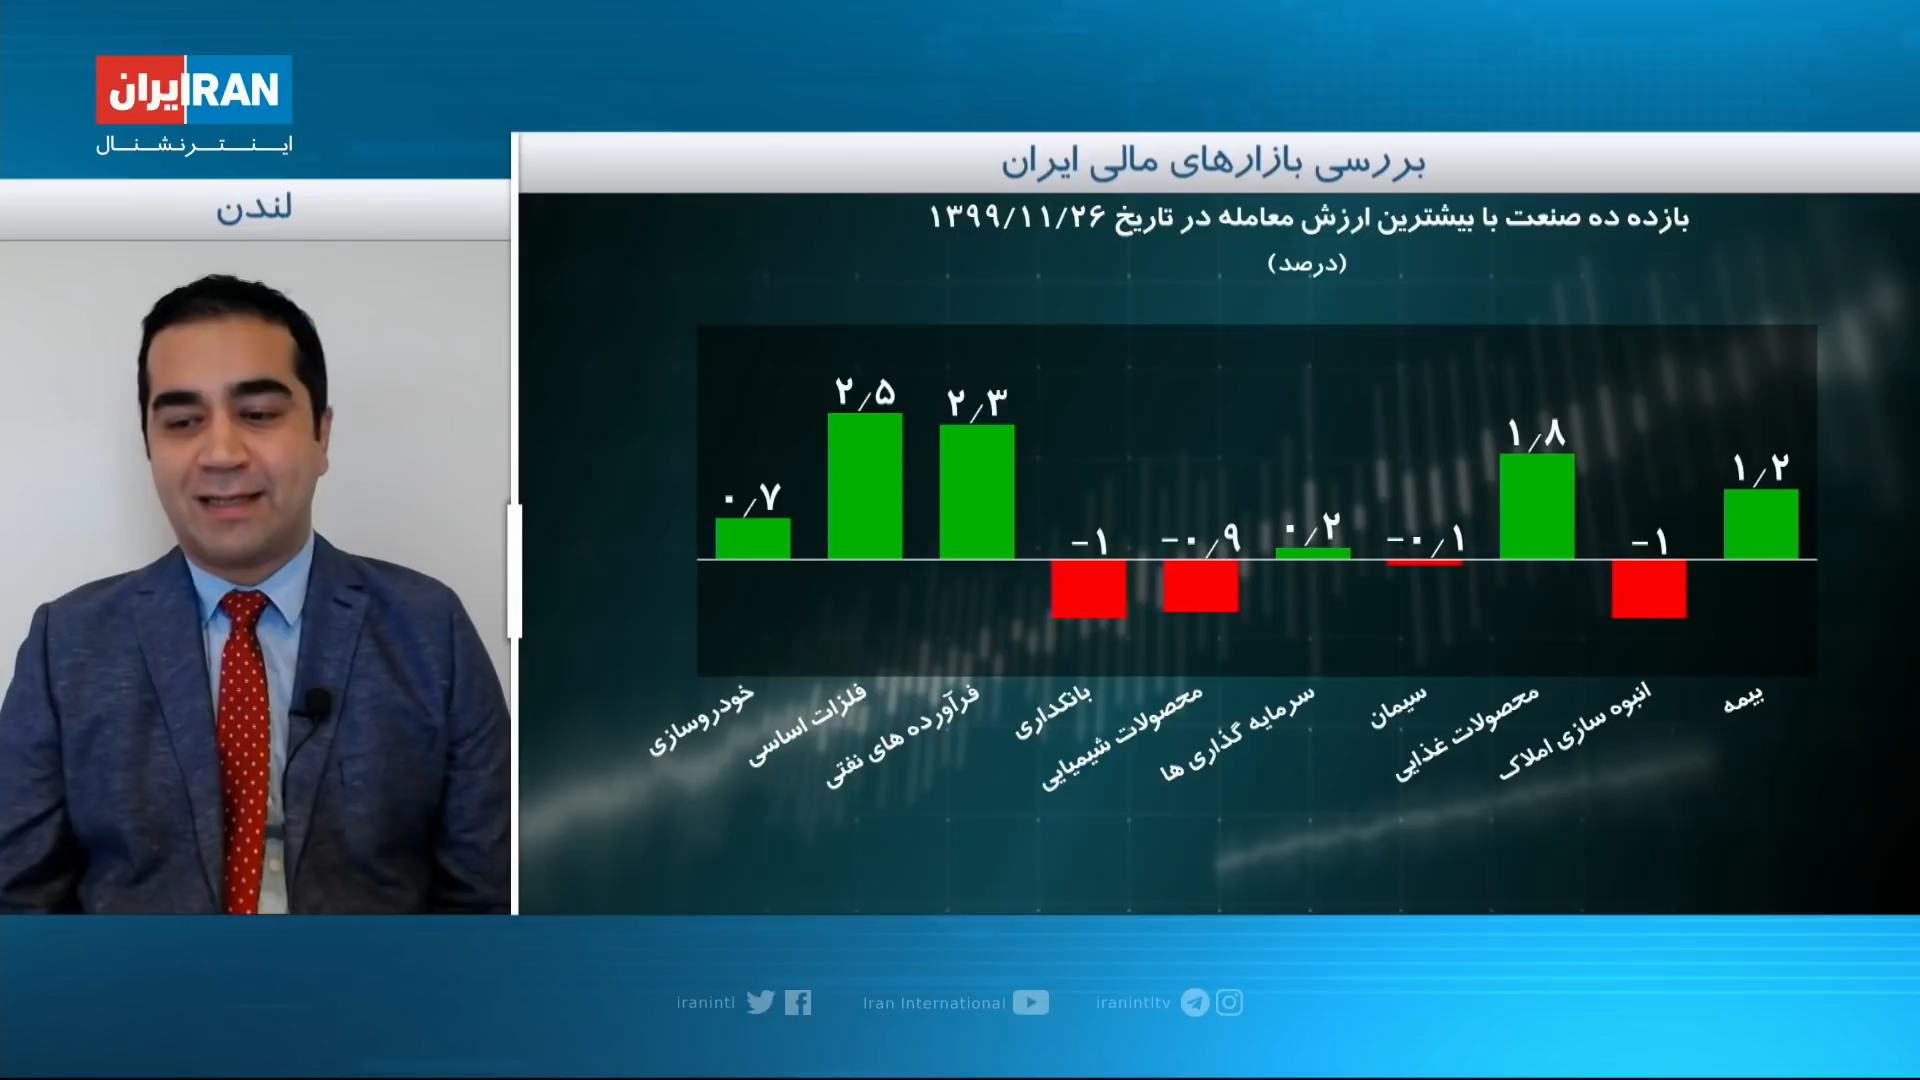 ایران IRAN
اینترنشنال
لندن
بررسی بازارهای مالی ایران
بازده ده صنعت با بیشترین ارزش معامله در تاریخ ۱۳۹۹/۱۱/۲۶
(درصد)
۰٫۷
۲٫۵
۲٫۳
-۱
-۰٫۹
۰٫۲
-۰٫۱
۱٫۸
-۱
۱٫۲
خودروسازی
فلزات اساسی
فرآورده های نفتی
بانکداری
محصولات شیمیایی
سرمایه گذاری ها
سیمان
محصولات غذایی
انبوه سازی املاک
بیمه
iranintl
Iran International
iranintltv